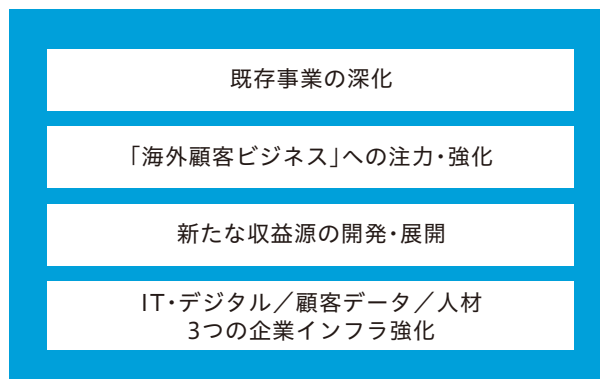 既存事業の深化
「海外顧客ビジネス」への注力・強化
新たな収益源の開発・展開
IT・デジタル／顧客データ／人材
3つの企業インフラ強化